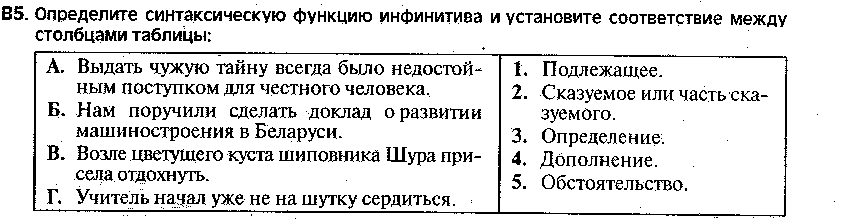 В5. Определите синтаксическую функцию инфинитива и установите соответствие между
столбцами таблицы:
А. Выдать чужую тайну всегда было недостой-
ным поступком для честного человека.
Б. Нам поручили сделать доклад о развитии
машиностроения в Беларуси.
В. Возле цветущего куста шиповника Шура при-
села отдохнуть.
Г. Учитель начал уже не на шутку сердиться.
1. Подлежащее.
2. Сказуемое или часть ска-
зуемого.
3. Определение.
4. Дополнение.
5. Обстоятельство.